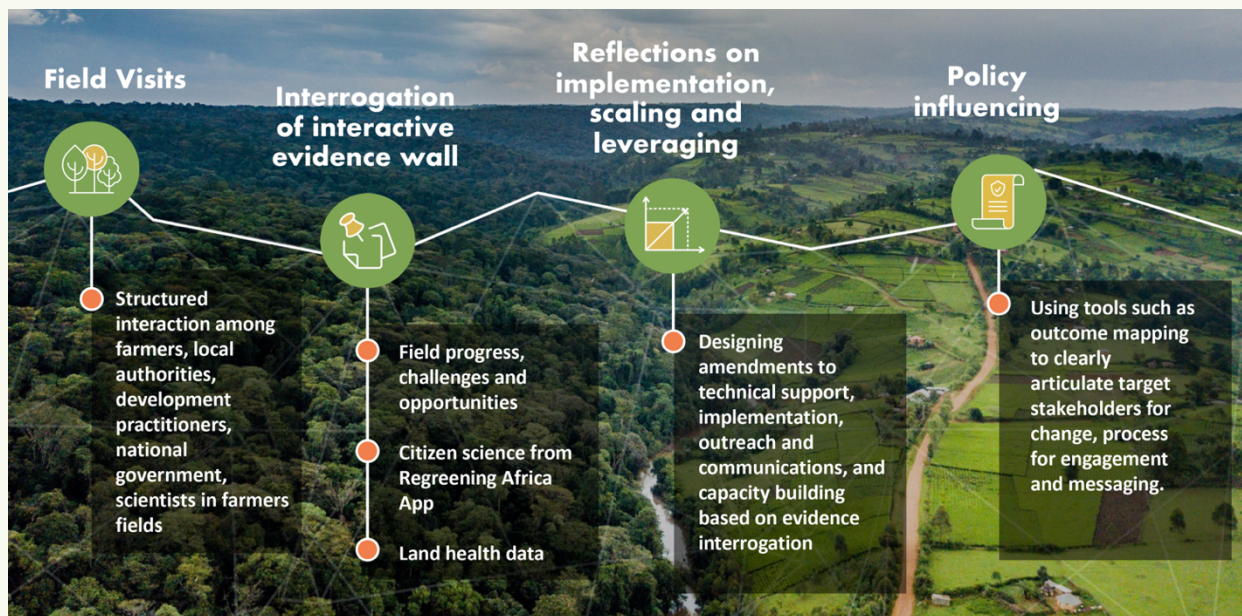 Field Visits
Structured
interaction among
farmers, local
authorities,
development
practitioners,
national
government,
scientists in farmers
fields
Interrogation
of interactive
evidence wall
Field progress,
challenges and
opportunities
Citizen science from
Regreening Africa
App
Land health data
Reflections on
implementation,
scaling and
leveraging
Designing
amendments to
technical support,
implementation,
outreach and
communications, and
capacity building
based on evidence
interrogation
Policy
influencing
Using tools such as
outcome mapping
to clearly
articulate target
stakeholders for
change, process
for engagement
and messaging.